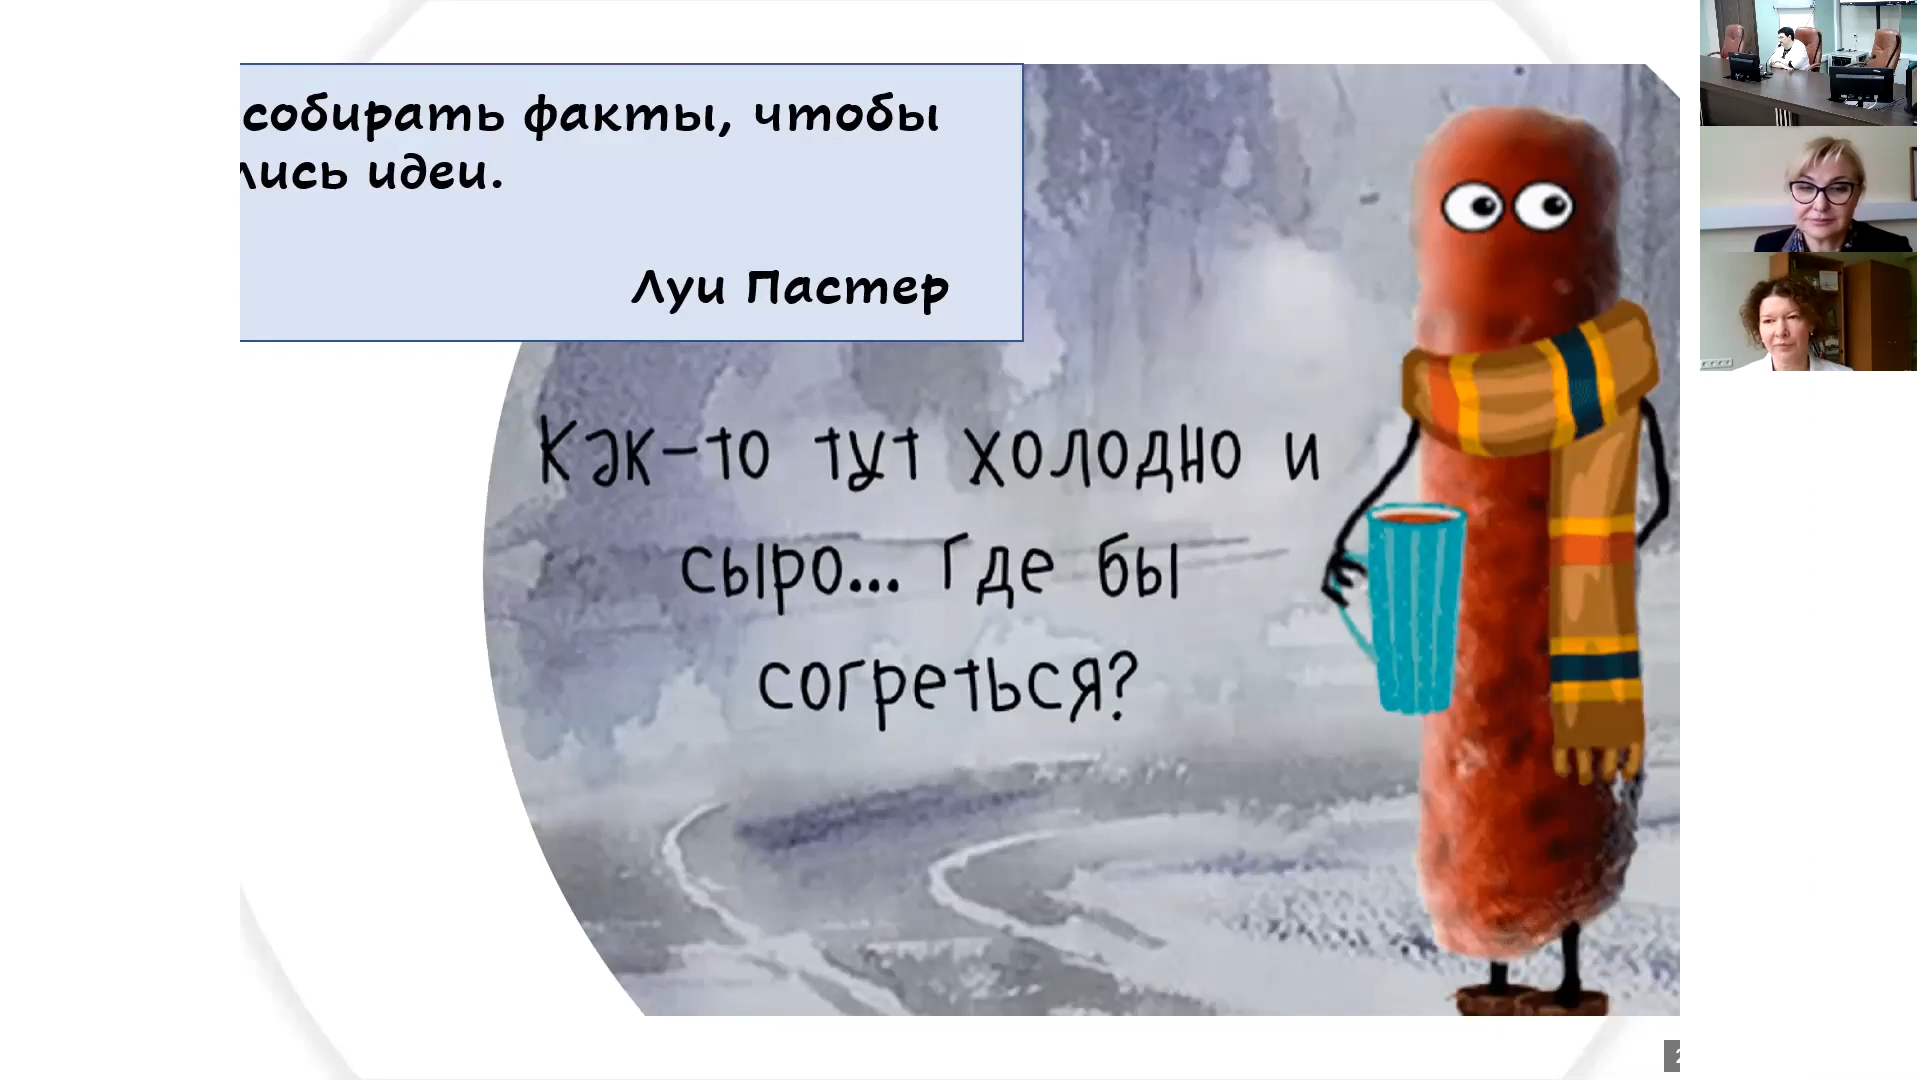 собирать факты, чтобы
лись идеи.
Луи Пастер
Как-то тут холодно и
сыро... Где бы
согреться?